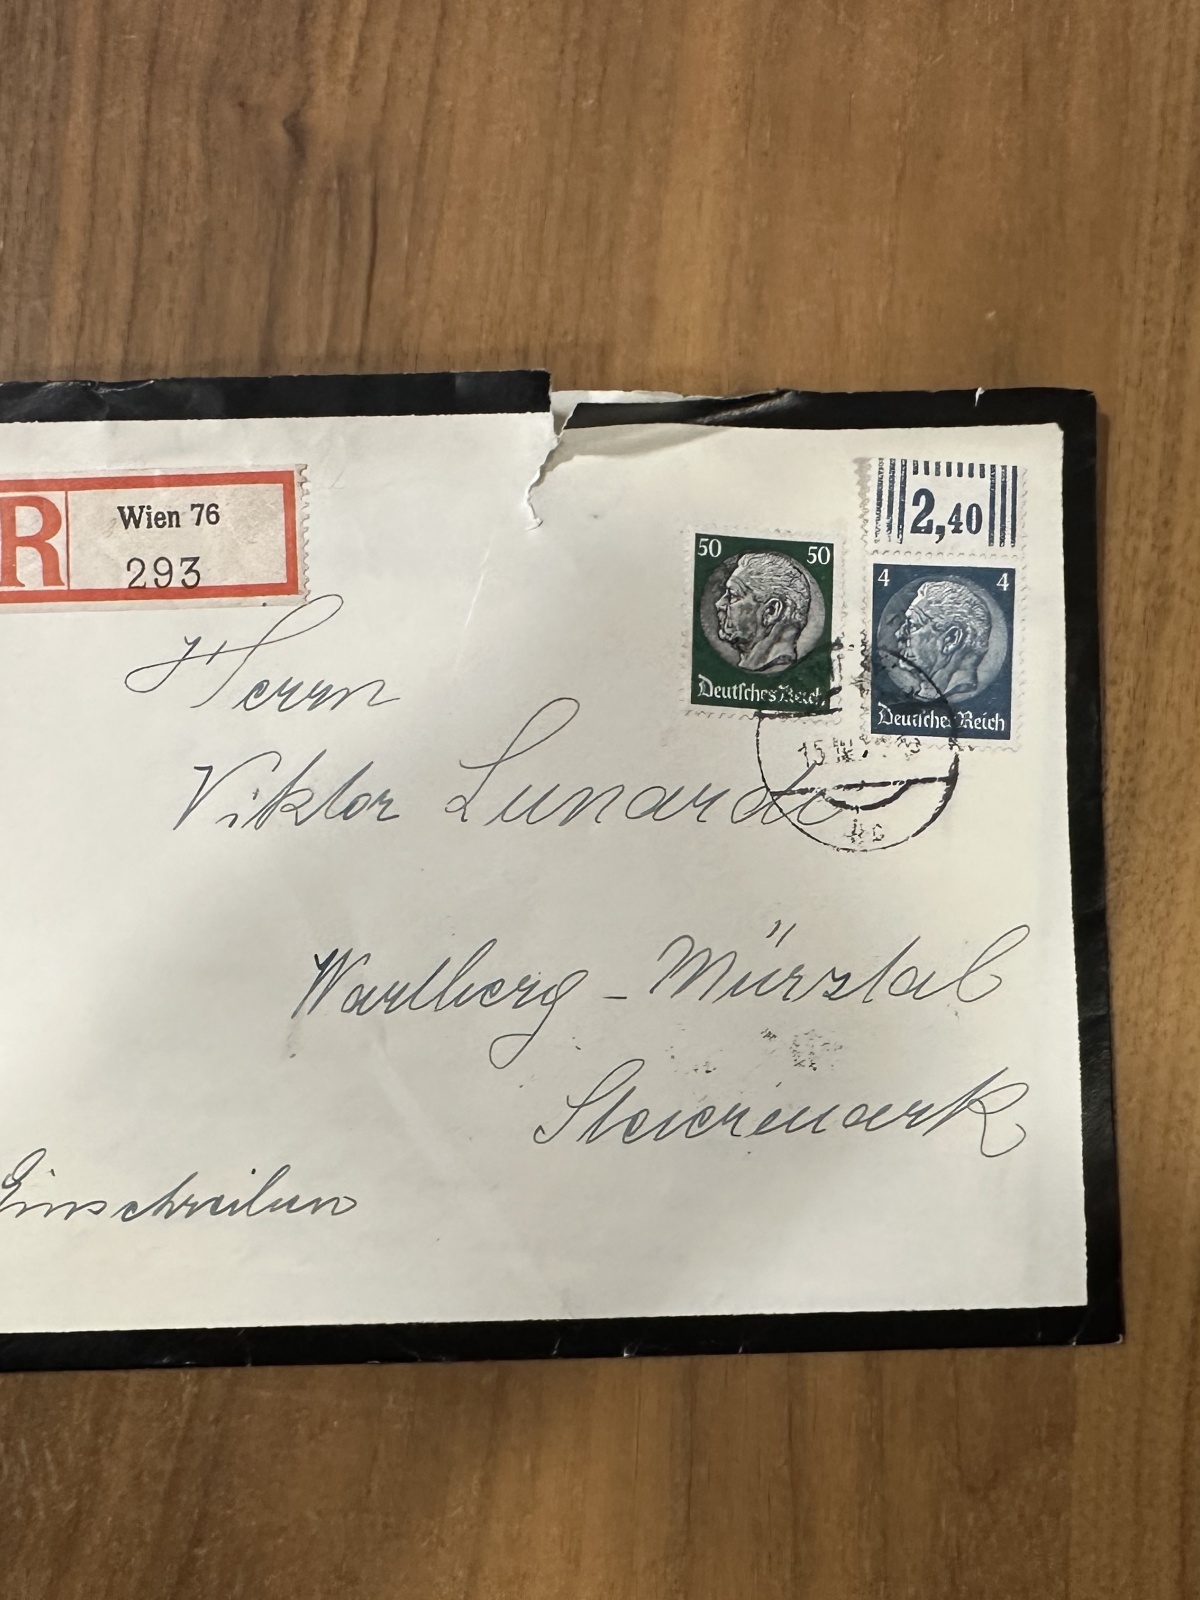 R
Wien 76
293
2,40
50 50
Deutsches Reich
4 4
Deutsches Reich
15
Herrn
Viktor Lunardi
Wartberg - Mürztal
Steiermark
Einschreiben